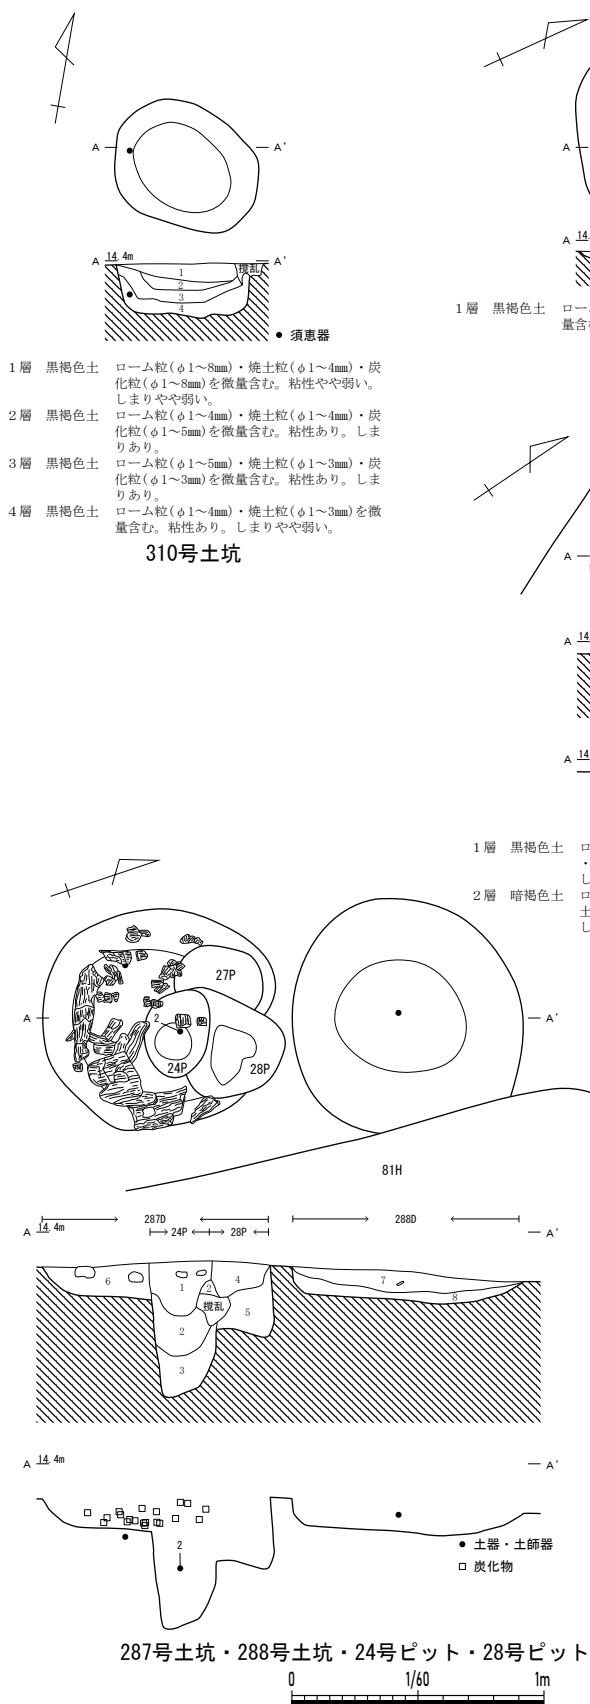 A
A'
A
14.4m
A'
撹乱
1
2
3
4
● 須恵器
1層 黒褐色土 ローム粒(φ1～8㎜)・焼土粒(φ1～4㎜)・炭
化粒(φ1～8㎜)を微量含む。粘性やや弱い。
しまりやや弱い。
2層 黒褐色土 ローム粒(φ1～4㎜)・焼土粒(φ1～4㎜)・炭
化粒(φ1～5㎜)を微量含む。粘性あり。しま
りあり。
3層 黒褐色土 ローム粒(φ1～5㎜)・焼土粒(φ1～3㎜)・炭
化粒(φ1～3㎜)を微量含む。粘性あり。しま
りあり。
4層 黒褐色土 ローム粒(φ1～4㎜)・焼土粒(φ1～3㎜)を微
量含む。粘性あり。しまりやや弱い。
310号土坑
A
A 14.
1層 黒褐色土 ロー
量含
A
A 14.
A 14.
1層 黒褐色土 ロ
・
し
2層 暗褐色土 ロ
土
し
27P
A
2
A'
24P
28P
81H
287D
288D
24P
28P
A
14.4m
A'
6
1
2
4
7
撹乱
5
8
2
3
A
14.4m
A'
2
● 土器・土師器
□ 炭化物
287号土坑・288号土坑・24号ピット・28号ピット
0
1/60
1m